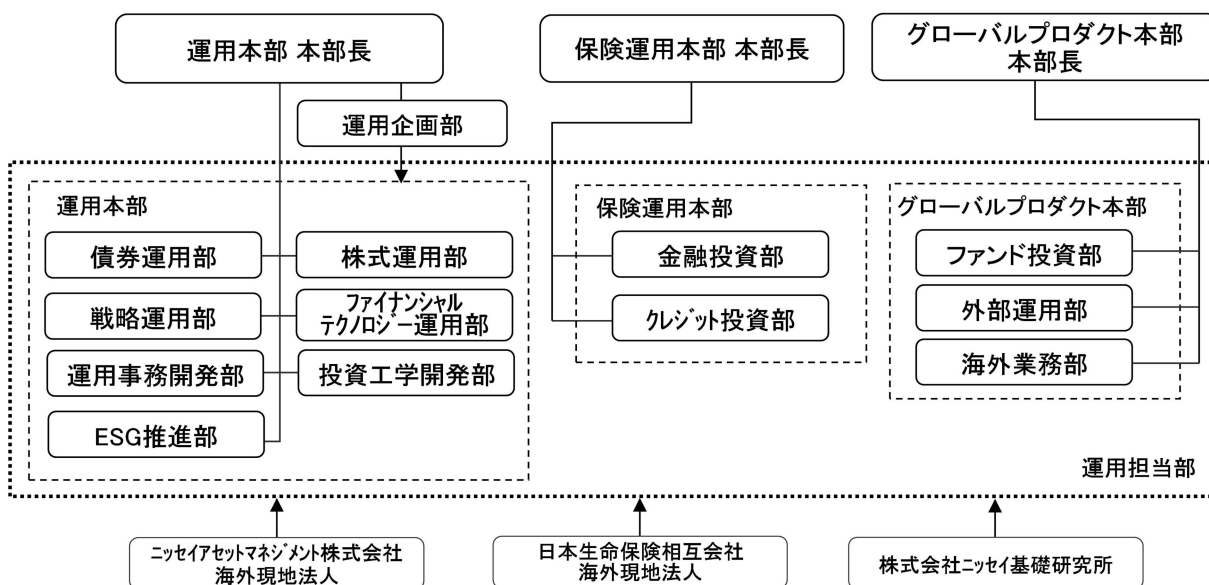 運用本部 本部長
保険運用本部 本部長
グローバルプロダクト本部
本部長
運用企画部
運用本部
債券運用部
株式運用部
戦略運用部
ファイナンシャル
テクノロジー運用部
運用事務開発部
投資工学開発部
ESG推進部
保険運用本部
金融投資部
クレジット投資部
グローバルプロダクト本部
ファンド投資部
外部運用部
海外業務部
運用担当部
ニッセイアセットマネジメント株式会社
海外現地法人
日本生命保険相互会社
海外現地法人
株式会社ニッセイ基礎研究所